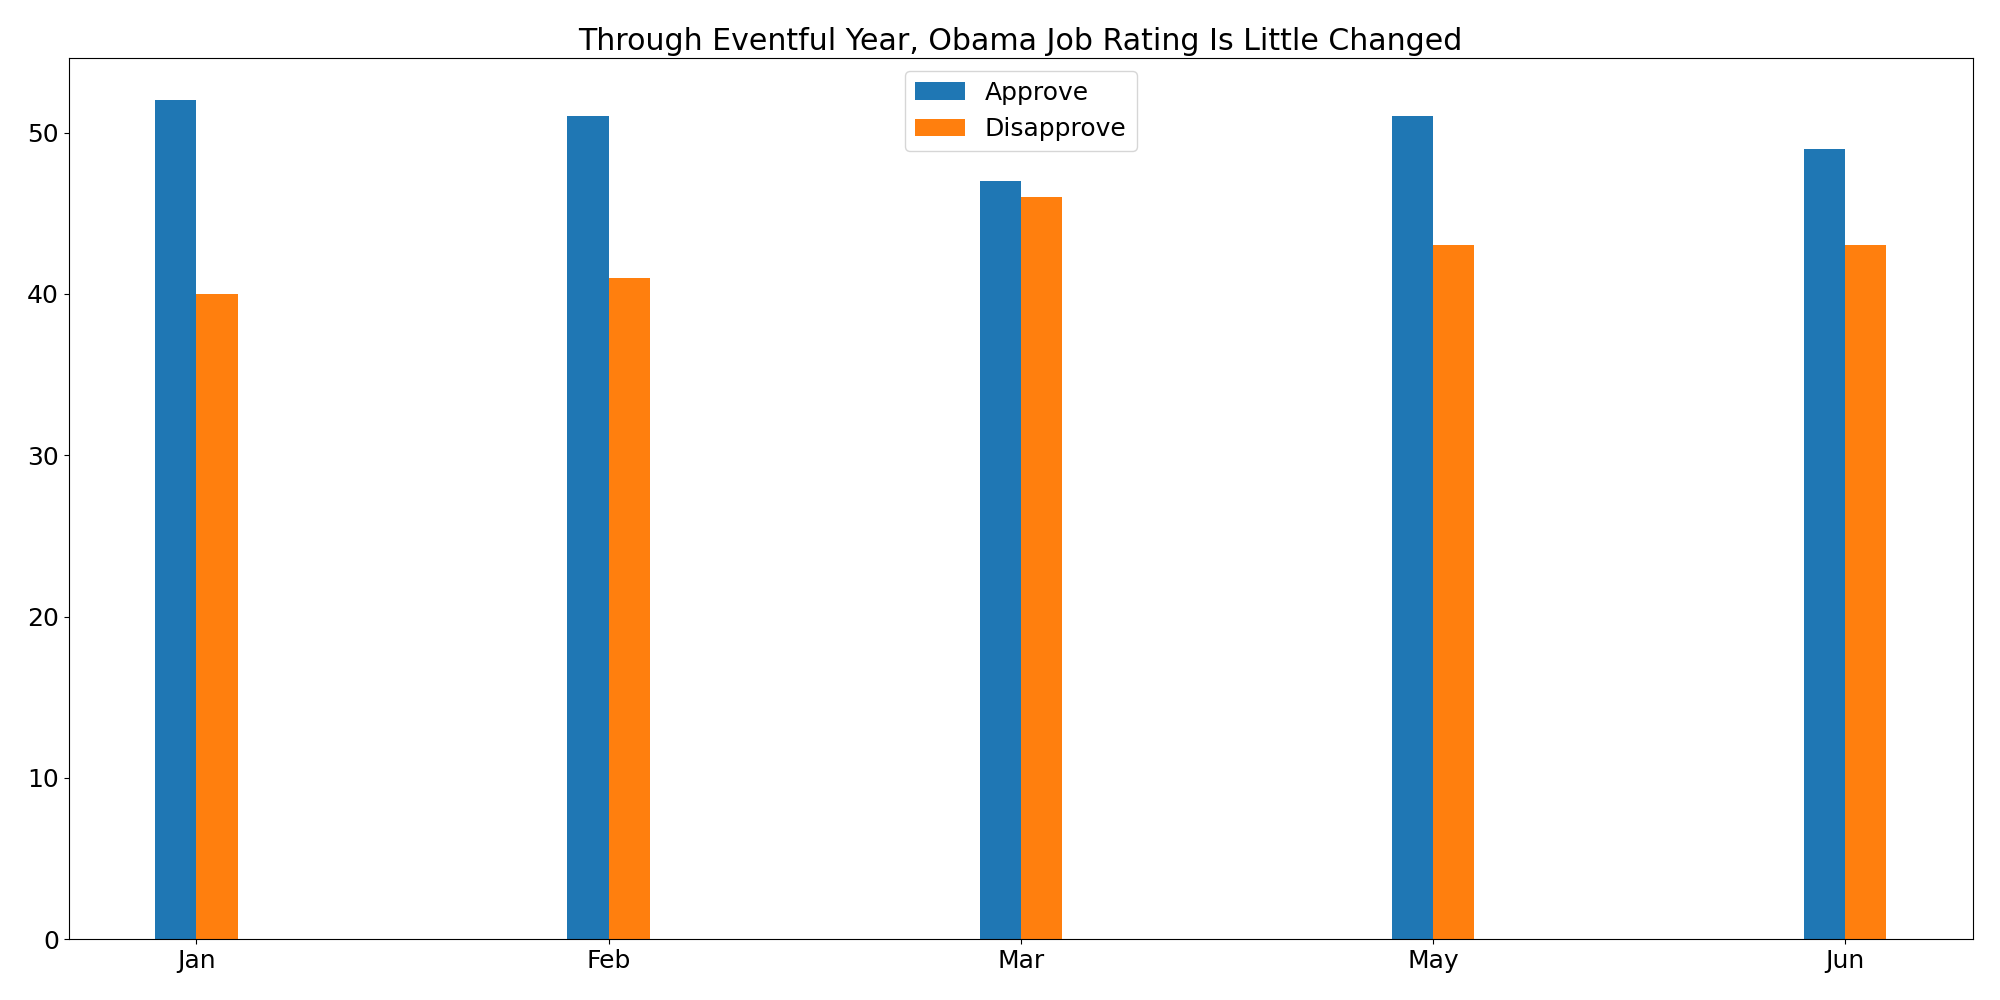 Through Eventful Year, Obama Job Rating Is Little Changed
Approve
Disapprove
50
40
30
20
10
0
Jan Feb Mar May Jun